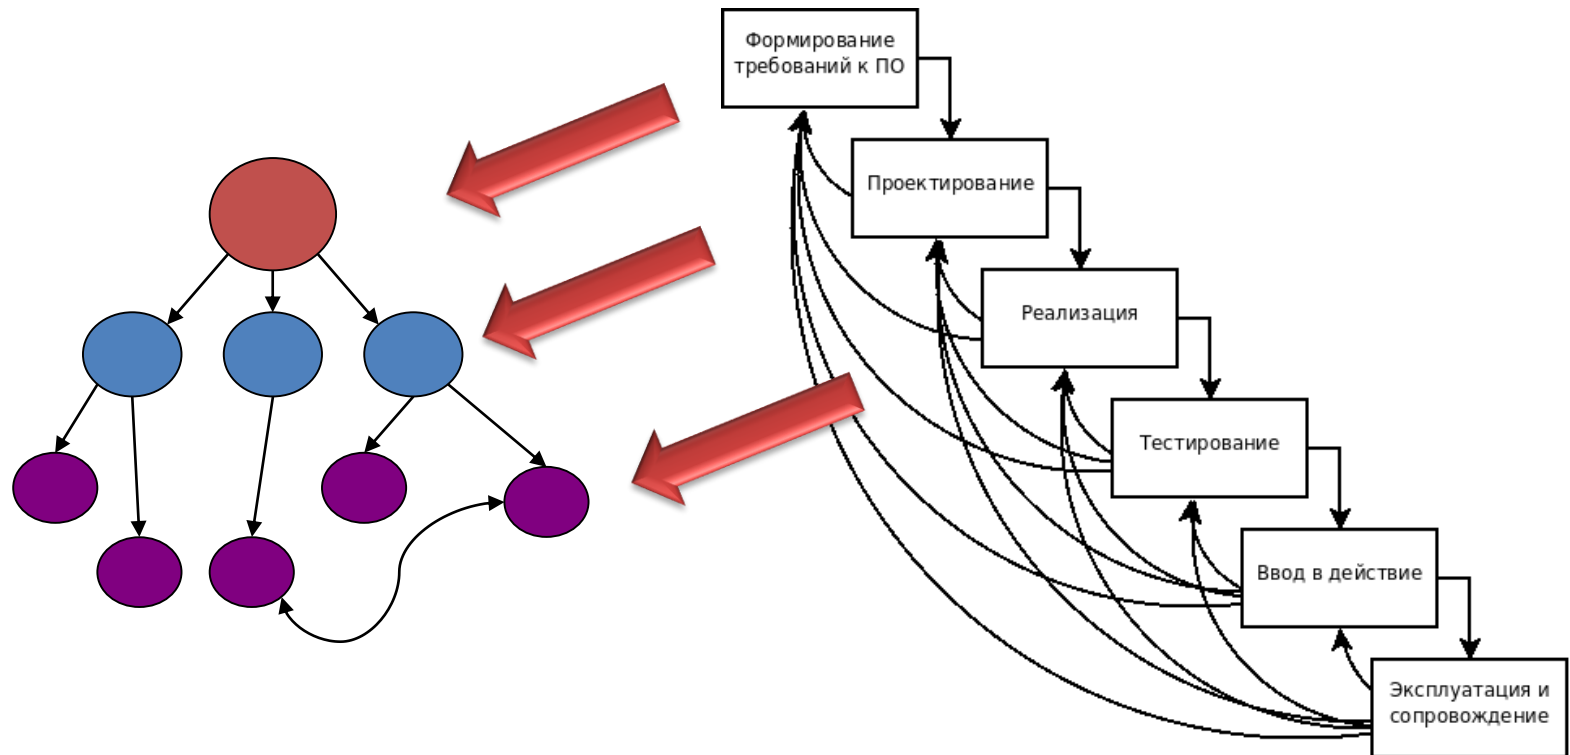 Формирование
требований к ПО
Проектирование
Реализация
Тестирование
Ввод в действие
Эксплуатация и
сопровождение